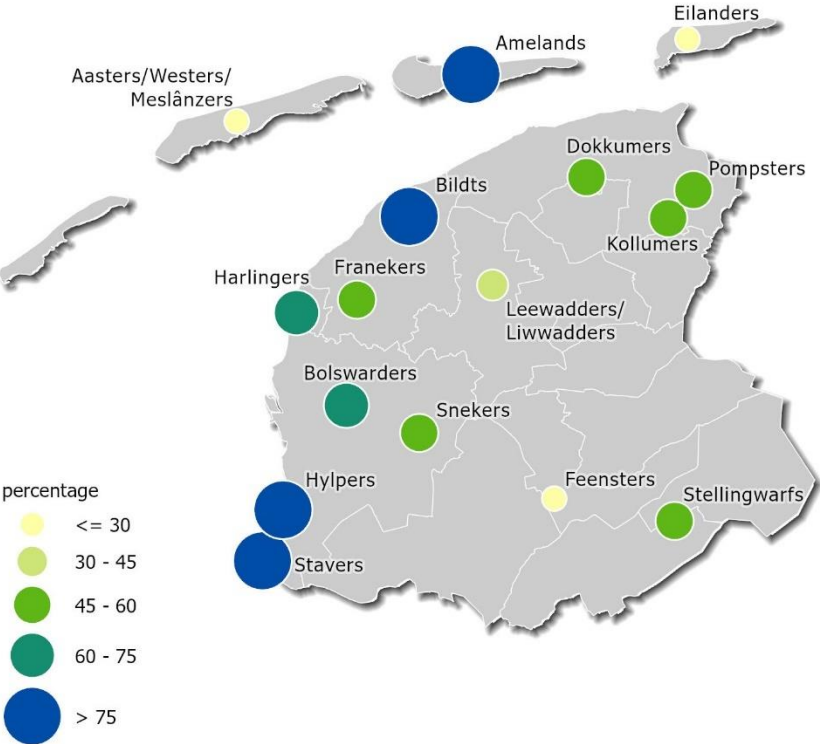 Eilanders
Amelands
Aasters/Westers/
Meslânzers
Dokkumers
Pompsters
Bildts
Kollumers
Franekers
Harlingers
Leewadders/
Liwwadders
Bolswarders
Snekers
Hylpers
Feensters
Stellingwarfs
Stavers
percentage
<= 30
30 - 45
45 - 60
60 - 75
> 75